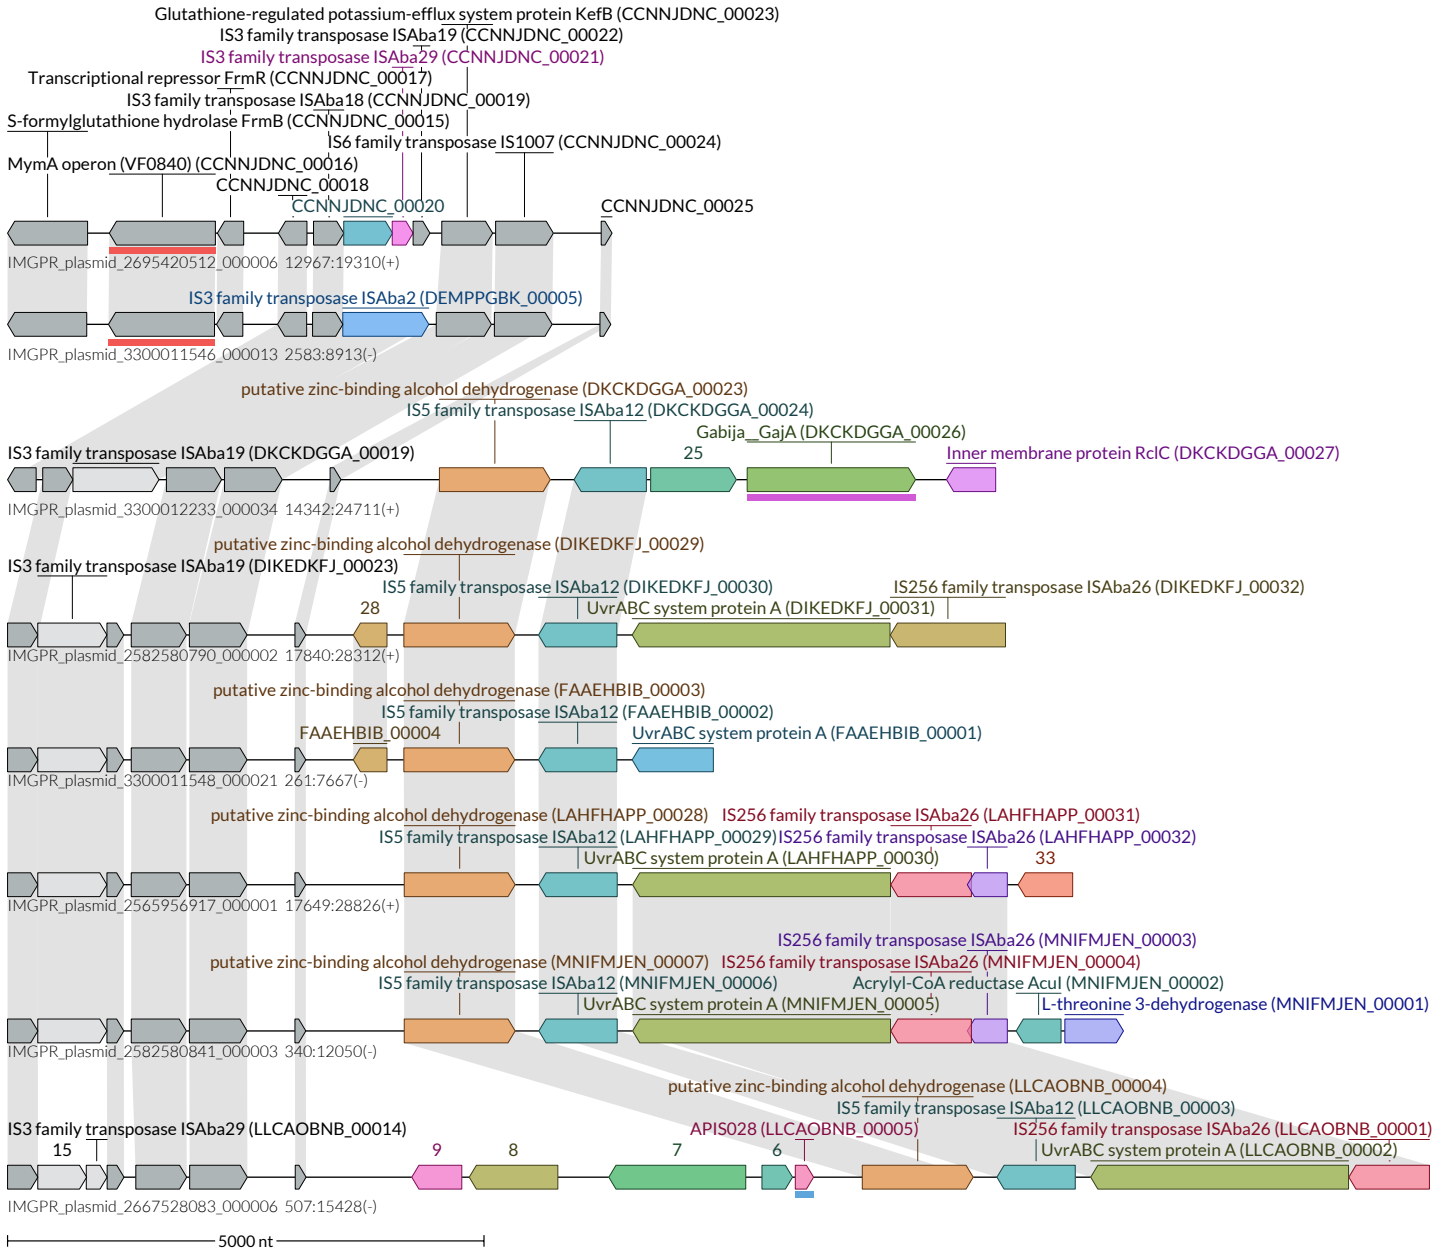 Glutathione-regulated potassium-efflux system protein KefB (CCNNJDNC_00023)
IS3 family transposase ISAba19 (CCNNJDNC_00022)
IS3 family transposase ISAba29 (CCNNJDNC_00021)
Transcriptional repressor FrmR (CCNNJDNC_00017)
IS3 family transposase ISAba18 (CCNNJDNC_00019)
S-formylglutathione hydrolase FrmB (CCNNJDNC_00015)
IS6 family transposase IS1007 (CCNNJDNC_00024)
MymA operon (VF0840) (CCNNJDNC_00016)
CCNNJDNC_00018
CCNNJDNC_00020 CCNNJDNC_00025
IMGPR_plasmid_2695420512_000006 12967:19310(+)
IS3 family transposase ISAba2 (DEMPPGBK_00005)
IMGPR_plasmid_3300011546_000013 2583:8913(-)
putative zinc-binding alcohol dehydrogenase (DKCKDGGA_00023)
IS5 family transposase ISAba12 (DKCKDGGA_00024)
Gabija__GajA (DKCKDGGA_00026)
IS3 family transposase ISAba19 (DKCKDGGA_00019) 25 Inner membrane protein RclC (DKCKDGGA_00027)
IMGPR_plasmid_3300012233_000034 14342:24711(+)
putative zinc-binding alcohol dehydrogenase (DIKEDKFJ_00029)
IS3 family transposase ISAba19 (DIKEDKFJ_00023)
IS5 family transposase ISAba12 (DIKEDKFJ_00030) IS256 family transposase ISAba26 (DIKEDKFJ_00032)
28 UvrABC system protein A (DIKEDKFJ_00031)
IMGPR_plasmid_2582580790_000002 17840:28312(+)
putative zinc-binding alcohol dehydrogenase (FAAEHBIB_00003)
IS5 family transposase ISAba12 (FAAEHBIB_00002)
FAAEHBIB_00004 UvrABC system protein A (FAAEHBIB_00001)
IMGPR_plasmid_3300011548_000021 261:7667(-)
putative zinc-binding alcohol dehydrogenase (LAHFHAPP_00028) IS256 family transposase ISAba26 (LAHFHAPP_00031)
IS5 family transposase ISAba12 (LAHFHAPP_00029) IS256 family transposase ISAba26 (LAHFHAPP_00032)
UvrABC system protein A (LAHFHAPP_00030) 33
IMGPR_plasmid_2565956917_000001 17649:28826(+)
IS256 family transposase ISAba26 (MNIFMJEN_00003)
putative zinc-binding alcohol dehydrogenase (MNIFMJEN_00007) IS256 family transposase ISAba26 (MNIFMJEN_00004)
IS5 family transposase ISAba12 (MNIFMJEN_00006) Acrylyl-CoA reductase AcuI (MNIFMJEN_00002)
UvrABC system protein A (MNIFMJEN_00005) L-threonine 3-dehydrogenase (MNIFMJEN_00001)
IMGPR_plasmid_2582580841_000003 340:12050(-)
putative zinc-binding alcohol dehydrogenase (LLCAOBNB_00004)
IS5 family transposase ISAba12 (LLCAOBNB_00003)
IS3 family transposase ISAba29 (LLCAOBNB_00014) APIS028 (LLCAOBNB_00005) IS256 family transposase ISAba26 (LLCAOBNB_00001)
15 9 8 7 6 UvrABC system protein A (LLCAOBNB_00002)
IMGPR_plasmid_2667528083_000006 507:15428(-)
5000 nt